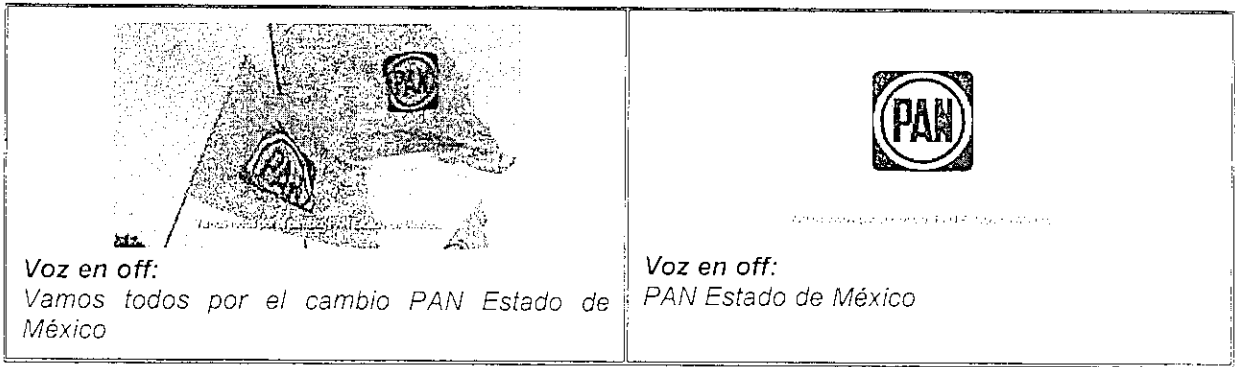 PAN
PAN
Voz en off:
Vamos todos por el cambio PAN Estado de
México
PAN
Voz en off:
PAN Estado de México